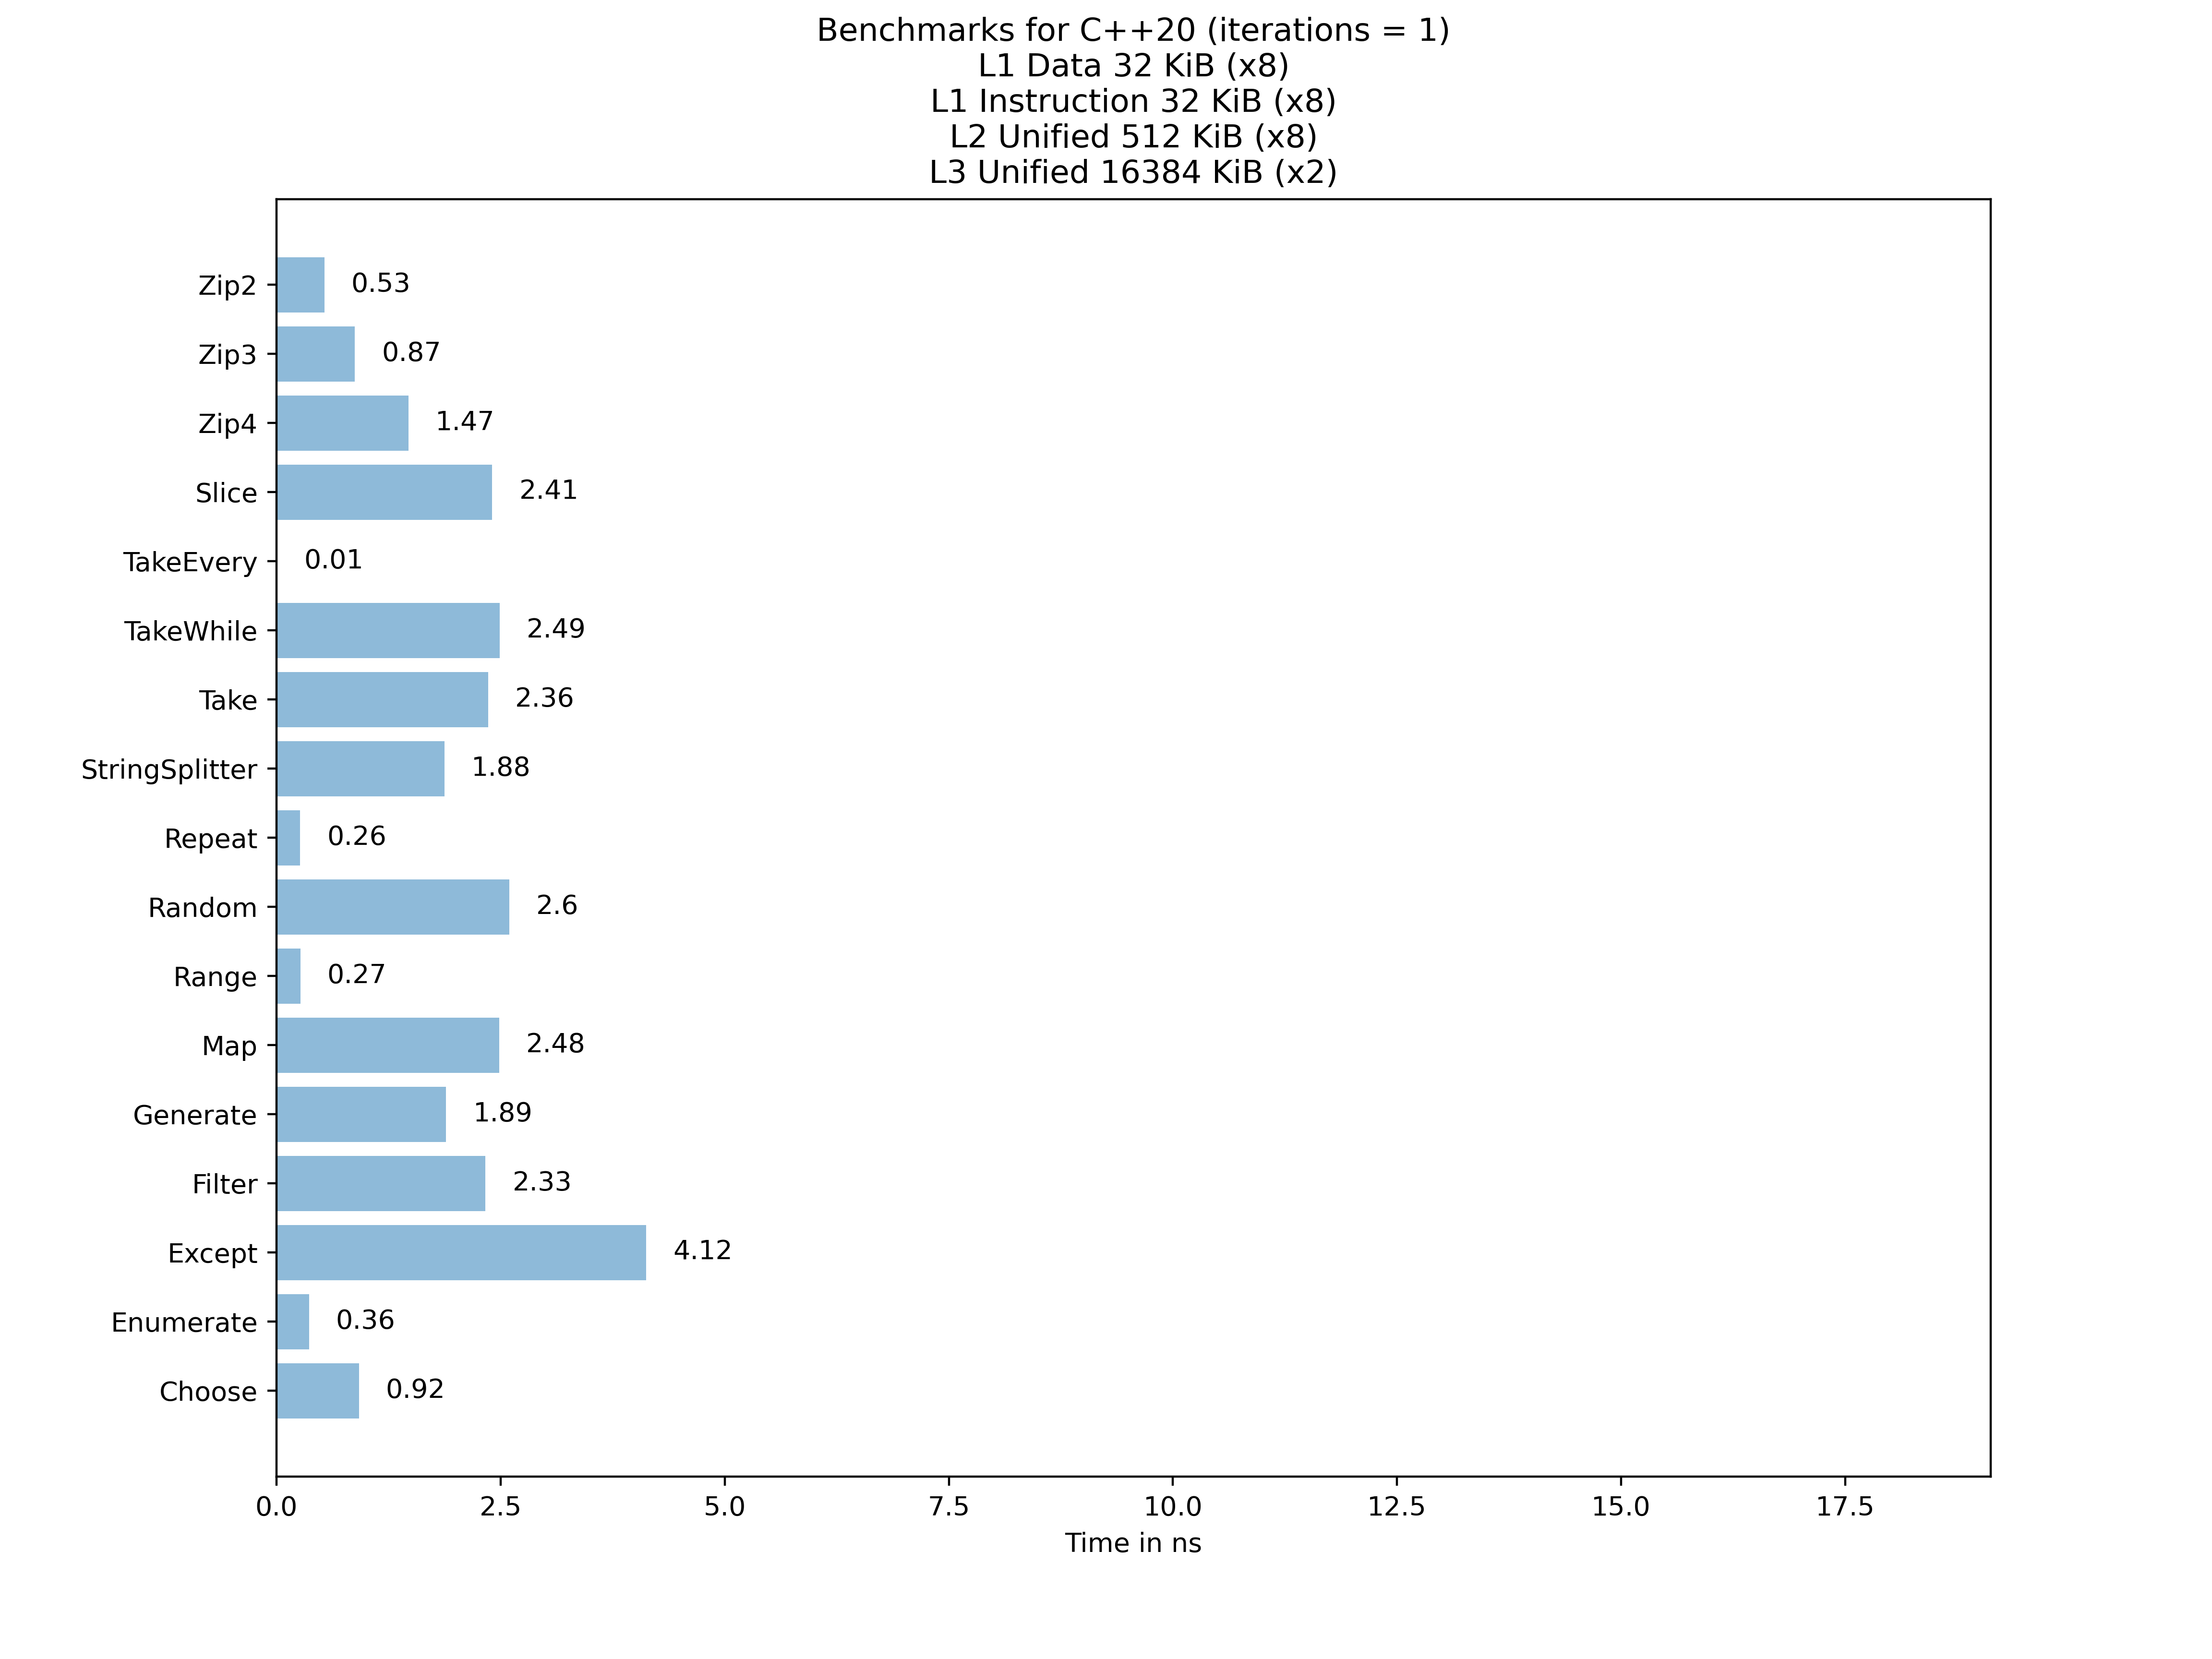 Benchmarks for C++20 (iterations = 1)
L1 Data 32 KiB (x8)
L1 Instruction 32 KiB (x8)
L2 Unified 512 KiB (x8)
L3 Unified 16384 KiB (x2)
Zip2 0.53
Zip3 0.87
Zip4 1.47
Slice 2.41
TakeEvery 0.01
TakeWhile 2.49
Take 2.36
StringSplitter 1.88
Repeat 0.26
Random 2.6
Range 0.27
Map 2.48
Generate 1.89
Filter 2.33
Except 4.12
Enumerate 0.36
Choose 0.92
0.0 2.5 5.0 7.5 10.0 12.5 15.0 17.5
Time in ns